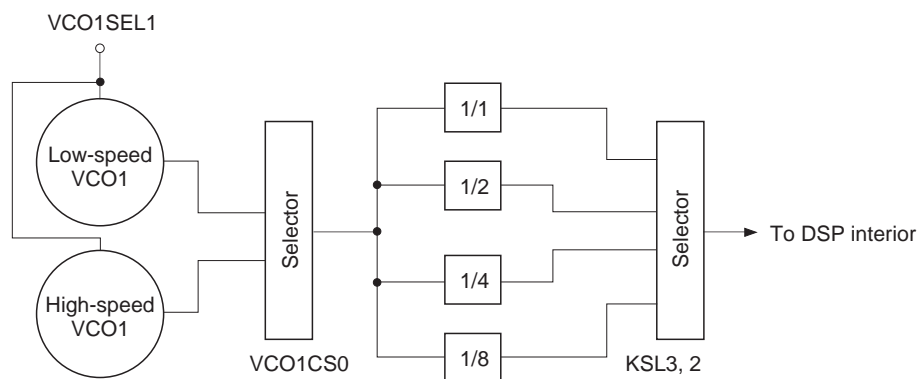 VCO1SEL1
Low-speed
VCO1
High-speed
VCO1
Selector
VCO1CS0
1/1
1/2
1/4
1/8
Selector
KSL3, 2
To DSP interior